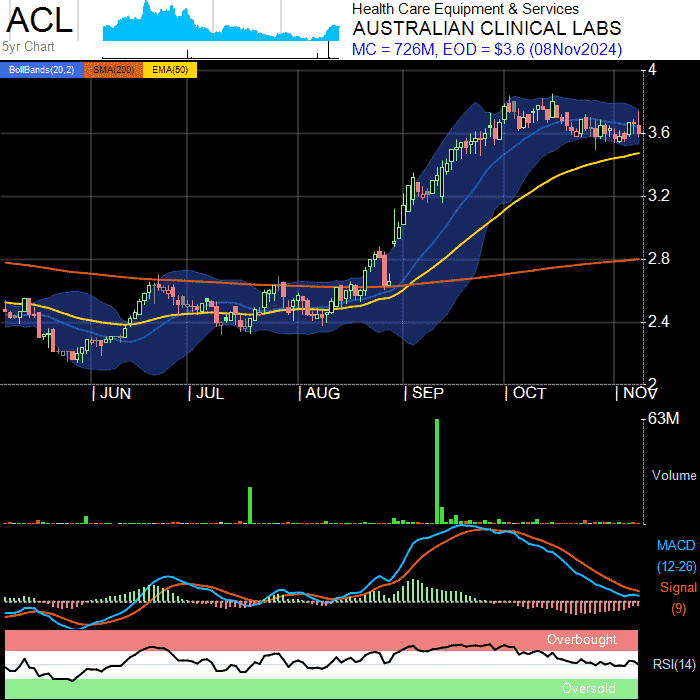 ACL
5yr Chart
Health Care Equipment & Services
AUSTRALIAN CLINICAL LABS
MC = 726M, EOD = $3.6 (08Nov2024)
BollBands(20,2) SMA(200) EMA(50)
4
3.6
3.2
2.8
2.4
2
JUN JUL AUG SEP OCT NOV
63M
Volume
MACD
(12-26)
Signal
(9)
Overbought
RSI(14)
Oversold